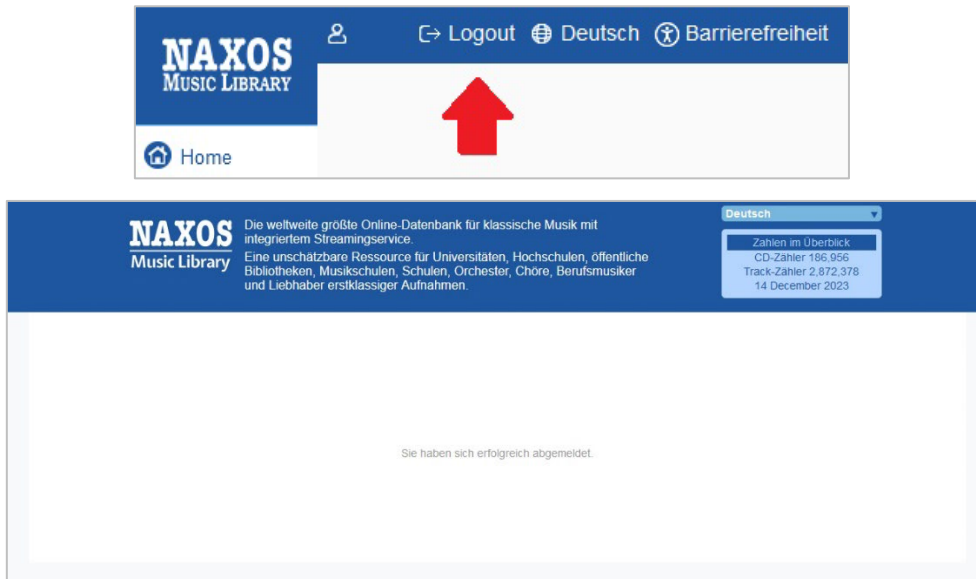 NAXOS
MUSIC LIBRARY
Logout Deutsch Barrierefreiheit
Home
NAXOS
Music Library
Die weltweite größte Online-Datenbank für klassische Musik mit
integriertem Streamingservice.
Eine unschätzbare Ressource für Universitäten, Hochschulen, öffentliche
Bibliotheken, Musikschulen, Schulen, Orchester, Chöre, Berufsmusiker
und Liebhaber erstklassiger Aufnahmen.
Deutsch
Zahlen im Überblick
CD-Zähler 186,956
Track-Zähler 2,872,378
14 December 2023
Sie haben sich erfolgreich abgemeldet.